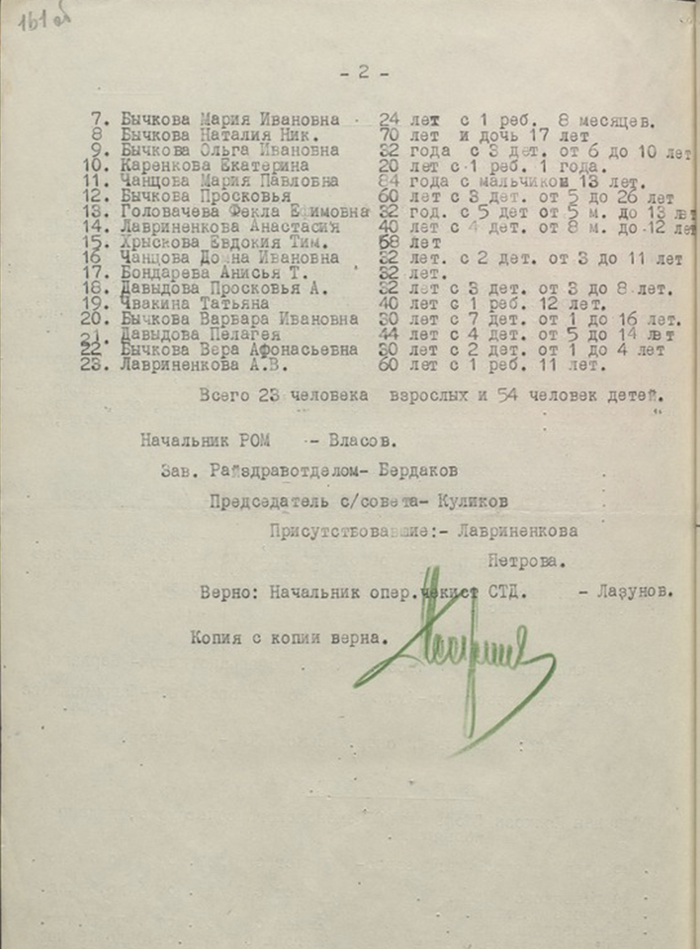 161 об
- 2 -
7. Бычкова Мария Ивановна - 24 лет с 1 реб. 8 месяцев.
8 Бычкова Наталия Ник. 70 лет и дочь 17 лет
9. Бычкова Ольга Ивановна 32 года с 3 дет. от 6 до 10 лет
10. Каренкова Екатерина 20 лет с 1 реб. 1 года.
11. Чанцова Мария Павловна 34 года с мальчиком 13 лет.
12. Бычкова Просковья 60 лет с 3 дет. от 5 до 26 лет
13. Головачева Фекла Ефимовна 32 год. с 5 дет от 5 м. до 13 лет
14. Лавриненкова Анастасия 40 лет с 4 дет. от 8 м. до 12 лет
15. Хрыскова Евдокия Тим. 58 лет
16 Чанцова Домна Ивановна 32 лет. с 2 дет. от 3 до 11 лет
17. Бондарева Анисья Т. 32 лет.
18. Давыдова Просковья А. 32 лет с 3 дет. от 3 до 8 лет.
19. Чвакина Татьяна 40 лет с 1 реб. 12 лет.
20. Бычкова Варвара Ивановна 30 лет с 7 дет. от 1 до 16 лет.
21. Давыдова Пелагея 44 лет с 4 дет. от 5 до 14 лет
22 Бычкова Вера Афонасьевна 30 лет с 2 дет. от 1 до 4 лет
23. Лавриненкова А.В. 60 лет с 1 реб. 11 лет.
Всего 23 человека взрослых и 54 человек детей.
Начальник РОМ - Власов.
Зав. Райздравотделом- Бердаков
Председатель с/совета- Куликов
Присутствовавшие:- Лавриненкова
Петрова.
Верно: Начальник опер.чекист СТД. - Лазунов.
Копия с копии верна.